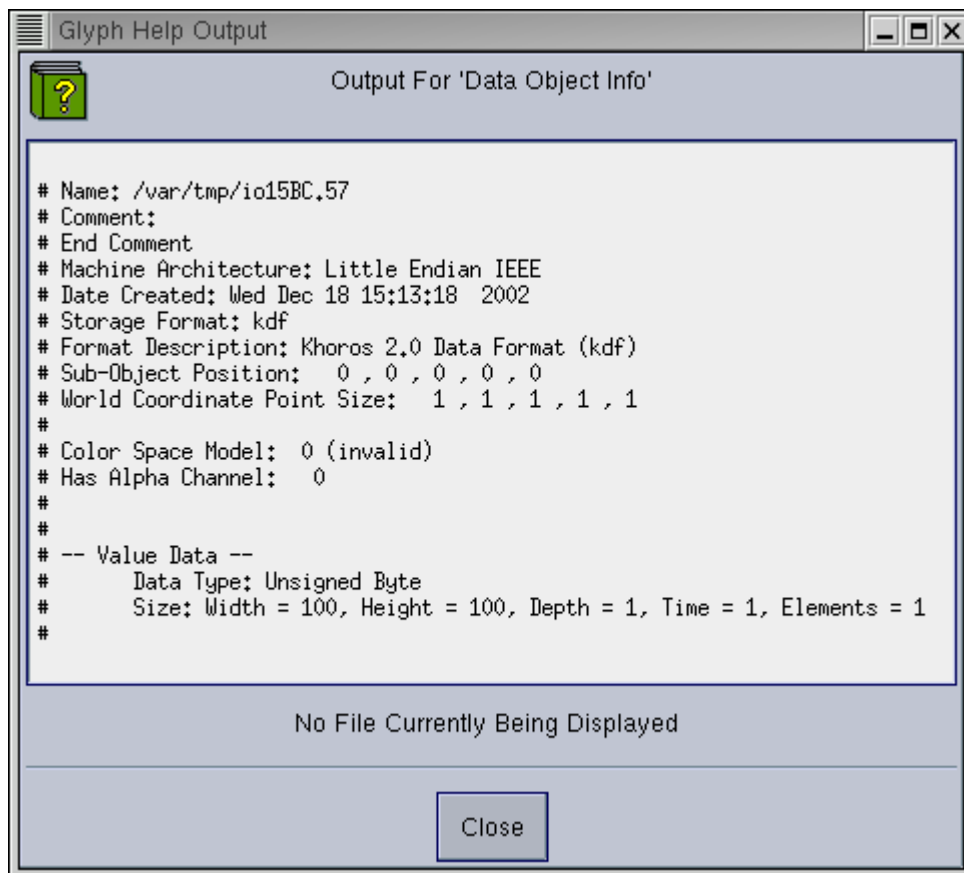 Glyph Help Output
Output For 'Data Object Info'
# Name: /var/tmp/io15BC.57
# Comment:
# End Comment
# Machine Architecture: Little Endian IEEE
# Date Created: Wed Dec 18 15:13:18  2002
# Storage Format: kdf
# Format Description: Khoros 2.0 Data Format (kdf)
# Sub-Object Position:   0 , 0 , 0 , 0 , 0
# World Coordinate Point Size:   1 , 1 , 1 , 1 , 1
#
# Color Space Model:  0 (invalid)
# Has Alpha Channel:   0
#
#
# -- Value Data --
#       Data Type: Unsigned Byte
#       Size: Width = 100, Height = 100, Depth = 1, Time = 1, Elements = 1
#
No File Currently Being Displayed
Close